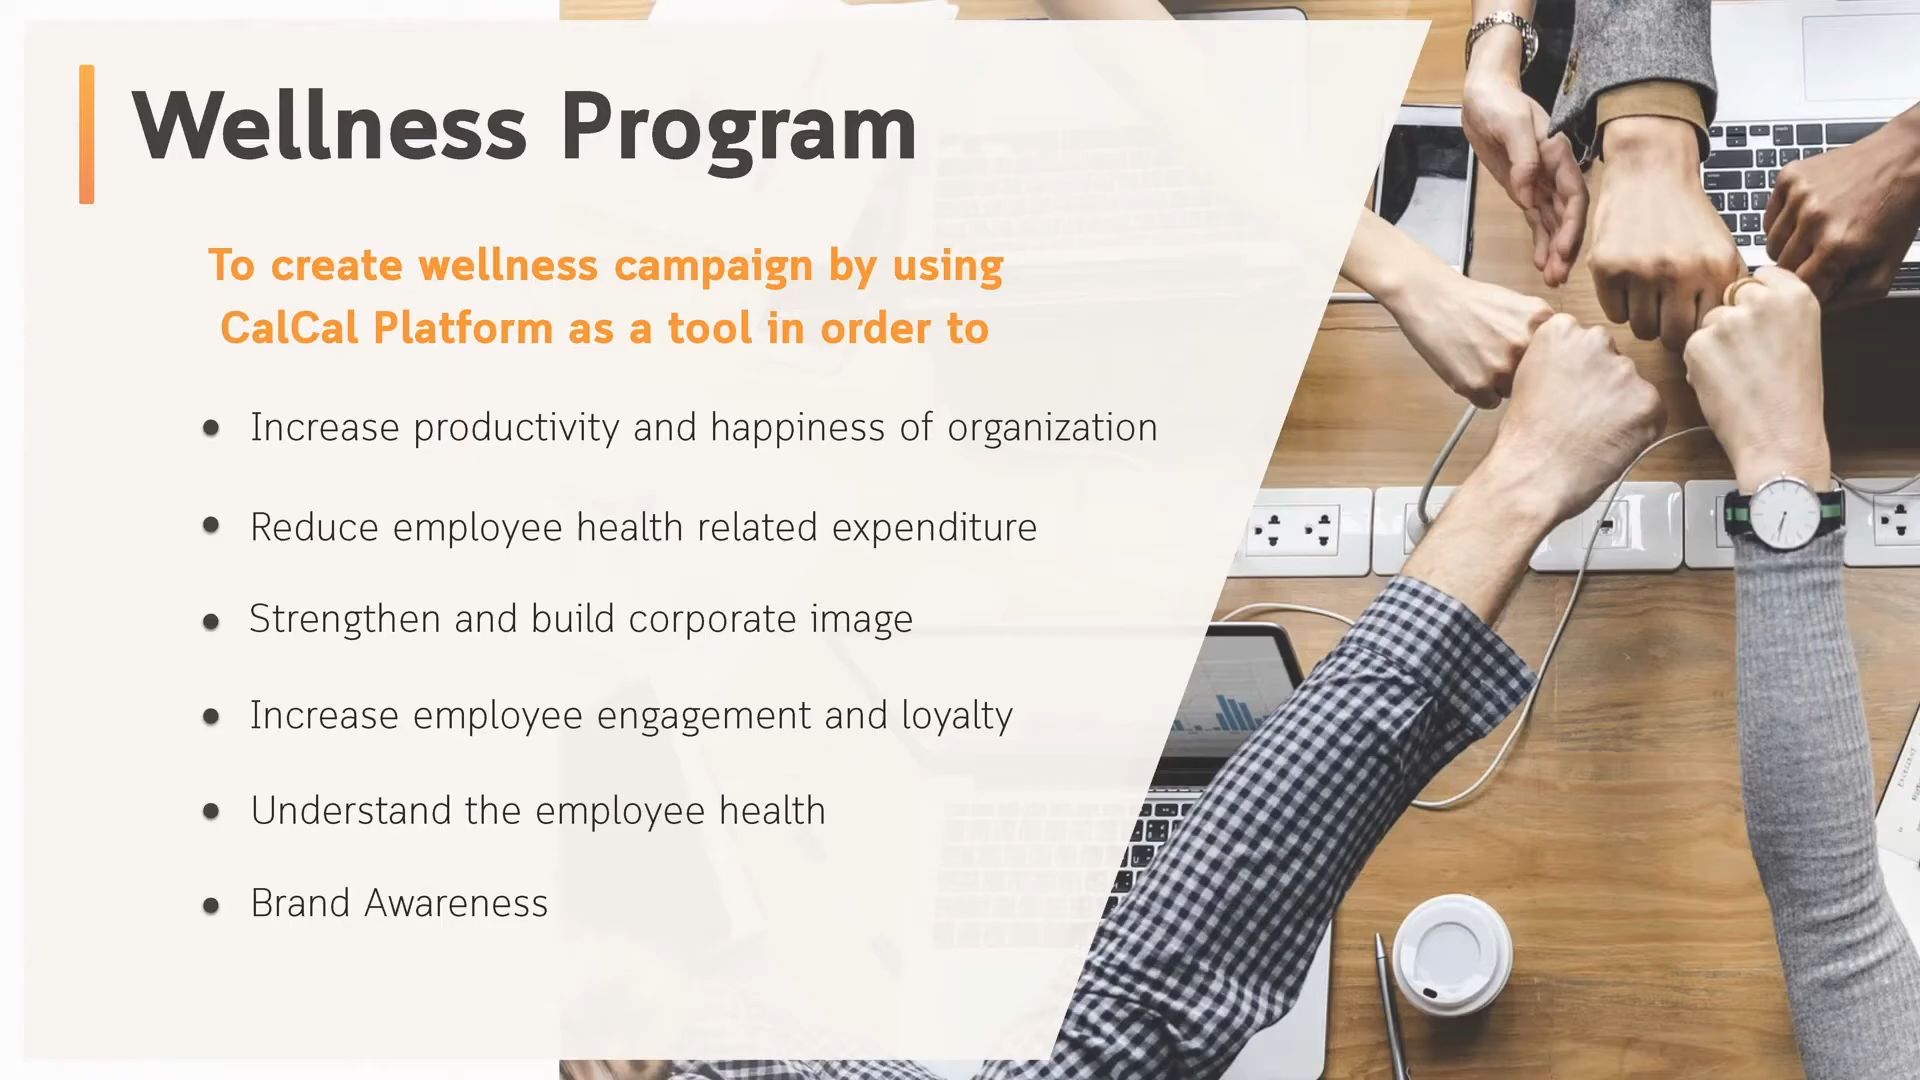 Wellness Program
To create wellness campaign by using
CalCal Platform as a tool in order to
Increase productivity and happiness of organization
Reduce employee health related expenditure
Strengthen and build corporate image
Increase employee engagement and loyalty
Understand the employee health
Brand Awareness